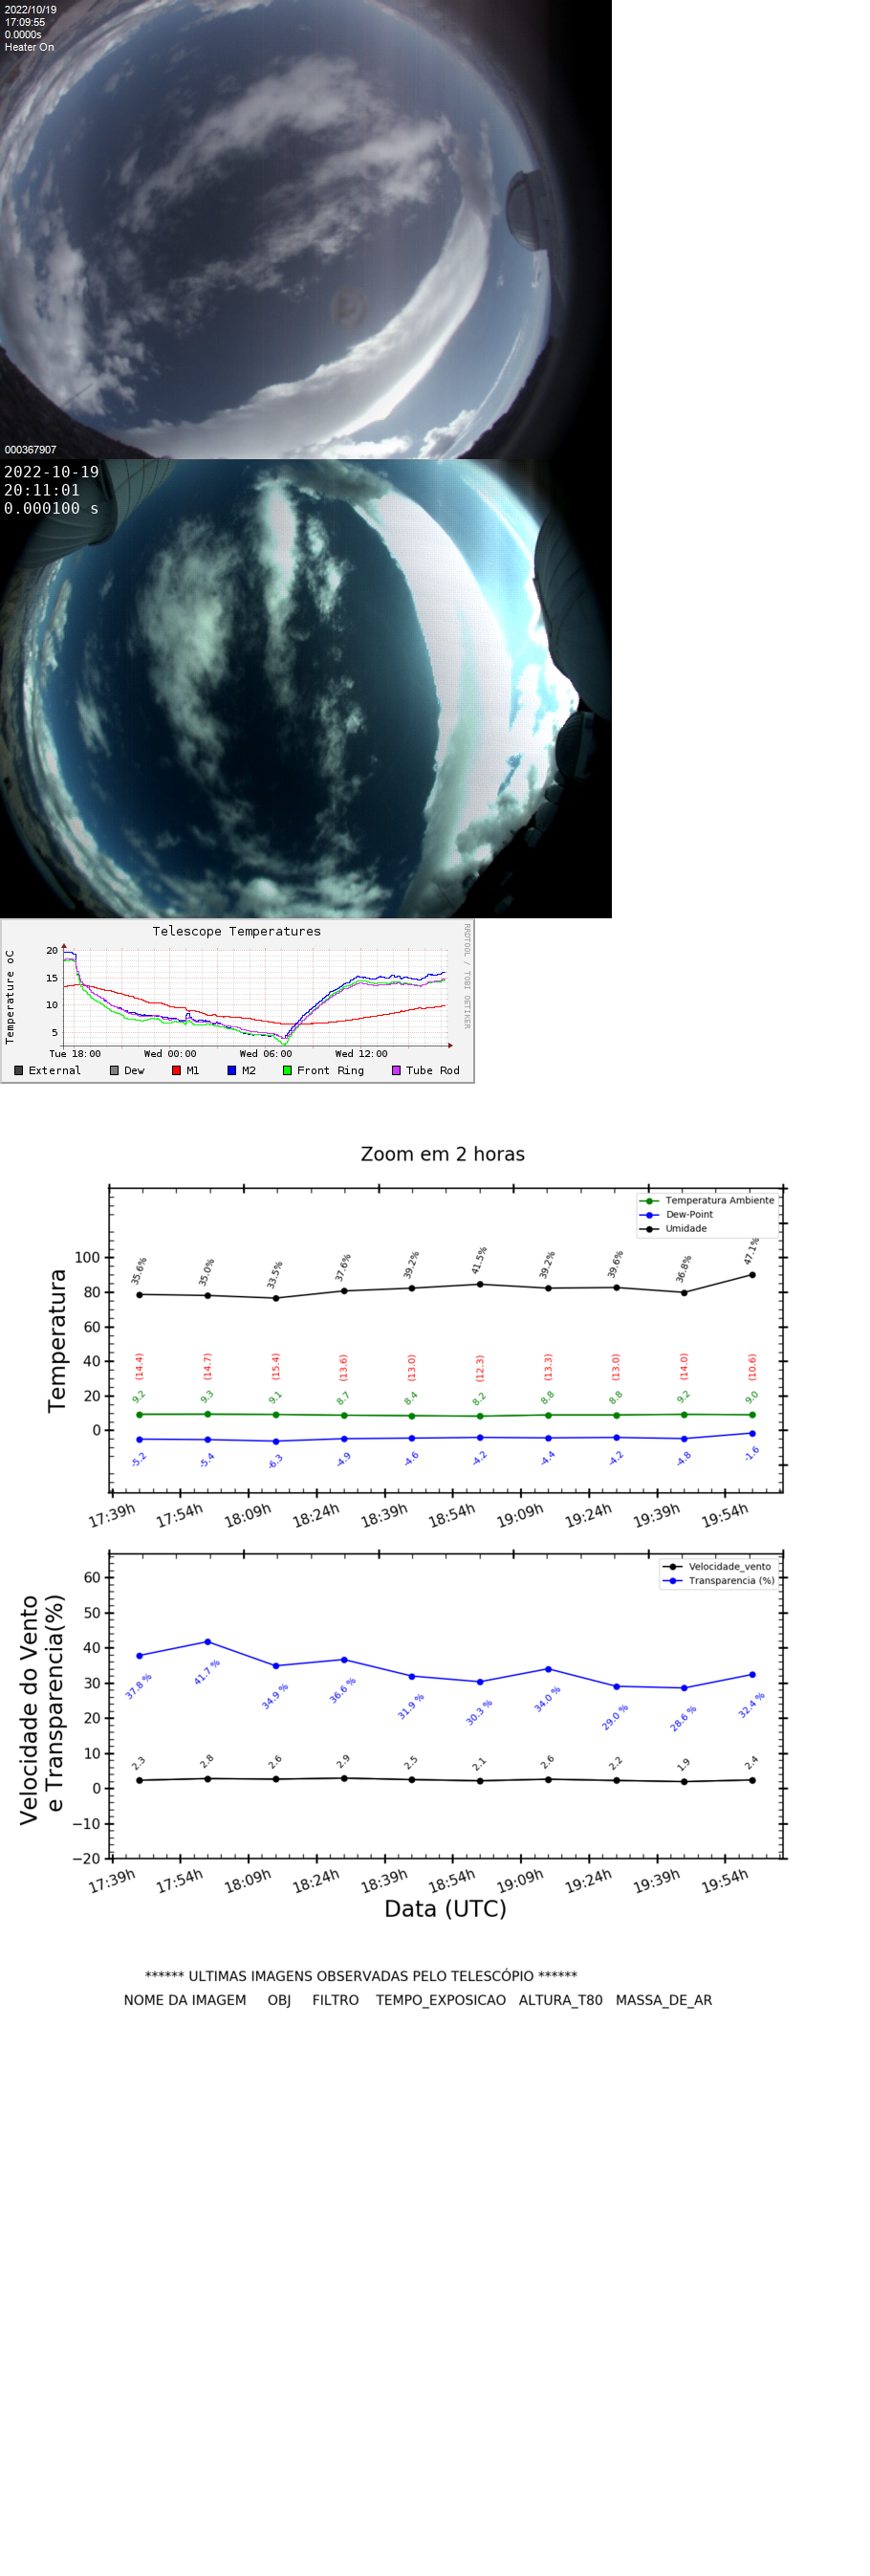 2022/10/19
17:09:55
0.0000s
Heater On
000367907
2022-10-19
20:11:01
0.000100 s
Telescope Temperatures
RRDTOOL / TOBI OETIKER
Temperature oC
20
15
10
5
Tue 18:00 Wed 00:00 Wed 06:00 Wed 12:00
External Dew M1 M2 Front Ring Tube Rod
Zoom em 2 horas
Temperatura Ambiente
Dew-Point
Umidade
Temperatura
100
80
60
40
20
0
35.6% 35.0% 33.5% 37.6% 39.2% 41.5% 39.2% 39.6% 36.8% 47.1%
(14.4) (14.7) (15.4) (13.6) (13.0) (12.3) (13.3) (13.0) (14.0) (10.6)
9.2 9.3 9.1 8.7 8.4 8.2 8.8 8.8 9.2 9.0
-5.2 -5.4 -6.3 -4.9 -4.6 -4.2 -4.4 -4.2 -4.8 -1.6
17:39h 17:54h 18:09h 18:24h 18:39h 18:54h 19:09h 19:24h 19:39h 19:54h
Velocidade_vento
Transparencia (%)
Velocidade do Vento
e Transparencia(%)
60
50
40
30
20
10
0
−10
−20
37.8 % 41.7 % 34.9 % 36.6 % 31.9 % 30.3 % 34.0 % 29.0 % 28.6 % 32.4 %
2.3 2.8 2.6 2.9 2.5 2.1 2.6 2.2 1.9 2.4
17:39h 17:54h 18:09h 18:24h 18:39h 18:54h 19:09h 19:24h 19:39h 19:54h
Data (UTC)
****** ULTIMAS IMAGENS OBSERVADAS PELO TELESCÓPIO ******
NOME DA IMAGEM OBJ FILTRO TEMPO_EXPOSICAO ALTURA_T80 MASSA_DE_AR